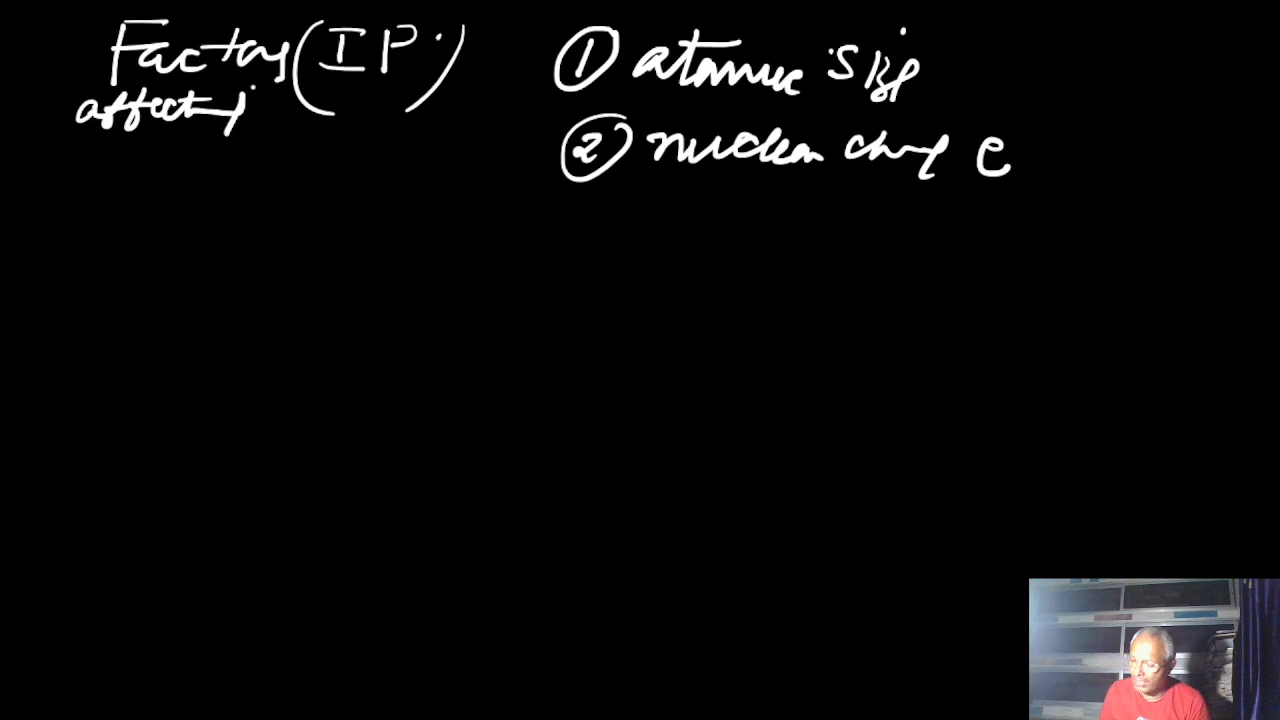 Factors (I P.) ① atomic size
affecting ② nuclear charge e